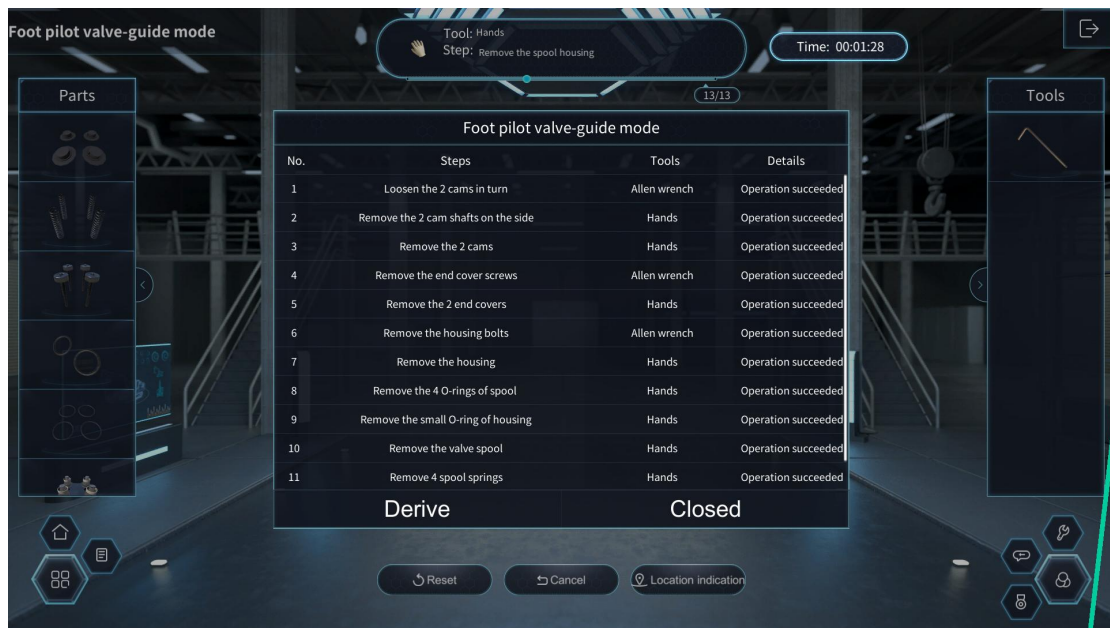 Foot pilot valve-guide mode
Tool: Hands
Step: Remove the spool housing
Time: 00:01:28
13/13
Parts
Tools
Foot pilot valve-guide mode
No. Steps Tools Details
1 Loosen the 2 cams in turn Allen wrench Operation succeeded
2 Remove the 2 cam shafts on the side Hands Operation succeeded
3 Remove the 2 cams Hands Operation succeeded
4 Remove the end cover screws Allen wrench Operation succeeded
5 Remove the 2 end covers Hands Operation succeeded
6 Remove the housing bolts Allen wrench Operation succeeded
7 Remove the housing Hands Operation succeeded
8 Remove the 4 O-rings of spool Hands Operation succeeded
9 Remove the small O-ring of housing Hands Operation succeeded
10 Remove the valve spool Hands Operation succeeded
11 Remove 4 spool springs Hands Operation succeeded
Derive Closed
Reset Cancel Location indication